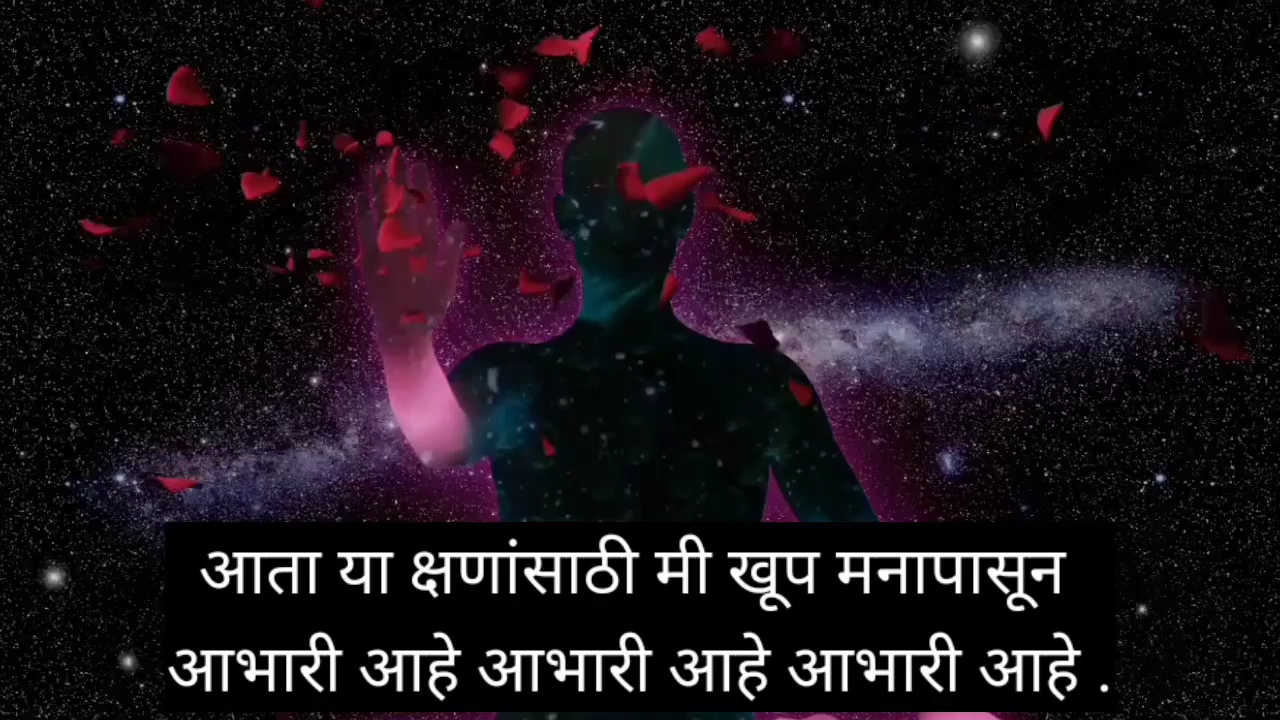 आता या क्षणांसाठी मी खूप मनापासून
आभारी आहे आभारी आहे आभारी आहे .